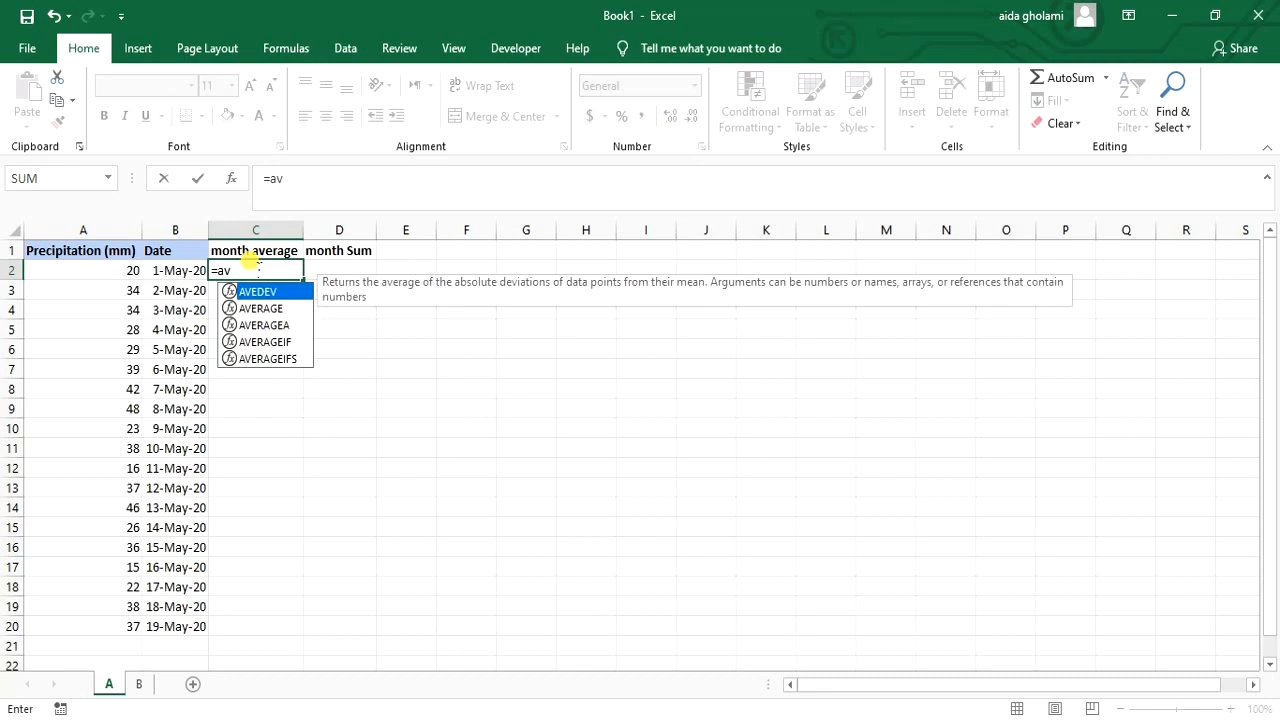 Book1 - Excel
aida gholami
File Home Insert Page Layout Formulas Data Review View Developer Help Tell me what you want to do Share
Paste
11
Wrap Text
Merge & Center
General
$ % ,
Conditional Formatting
Format as Table
Cell Styles
Insert
Delete
Format
AutoSum
Fill
Clear
Sort & Filter
Find & Select
Clipboard Font Alignment Number Styles Cells Editing
SUM
=av
A B C D E F G H I J K L M N O P Q R S
1 Precipitation (mm) Date month average month Sum
2 20 1-May-20 =av
3 34 2-May-20
4 34 3-May-20
5 28 4-May-20
6 29 5-May-20
7 39 6-May-20
8 42 7-May-20
9 48 8-May-20
10 23 9-May-20
11 38 10-May-20
12 16 11-May-20
13 37 12-May-20
14 46 13-May-20
15 26 14-May-20
16 36 15-May-20
17 15 16-May-20
18 22 17-May-20
19 38 18-May-20
20 37 19-May-20
21
22
AVEDEV
AVERAGE
AVERAGEA
AVERAGEIF
AVERAGEIFS
Returns the average of the absolute deviations of data points from their mean. Arguments can be numbers or names, arrays, or references that contain
numbers
A B
Enter
100%